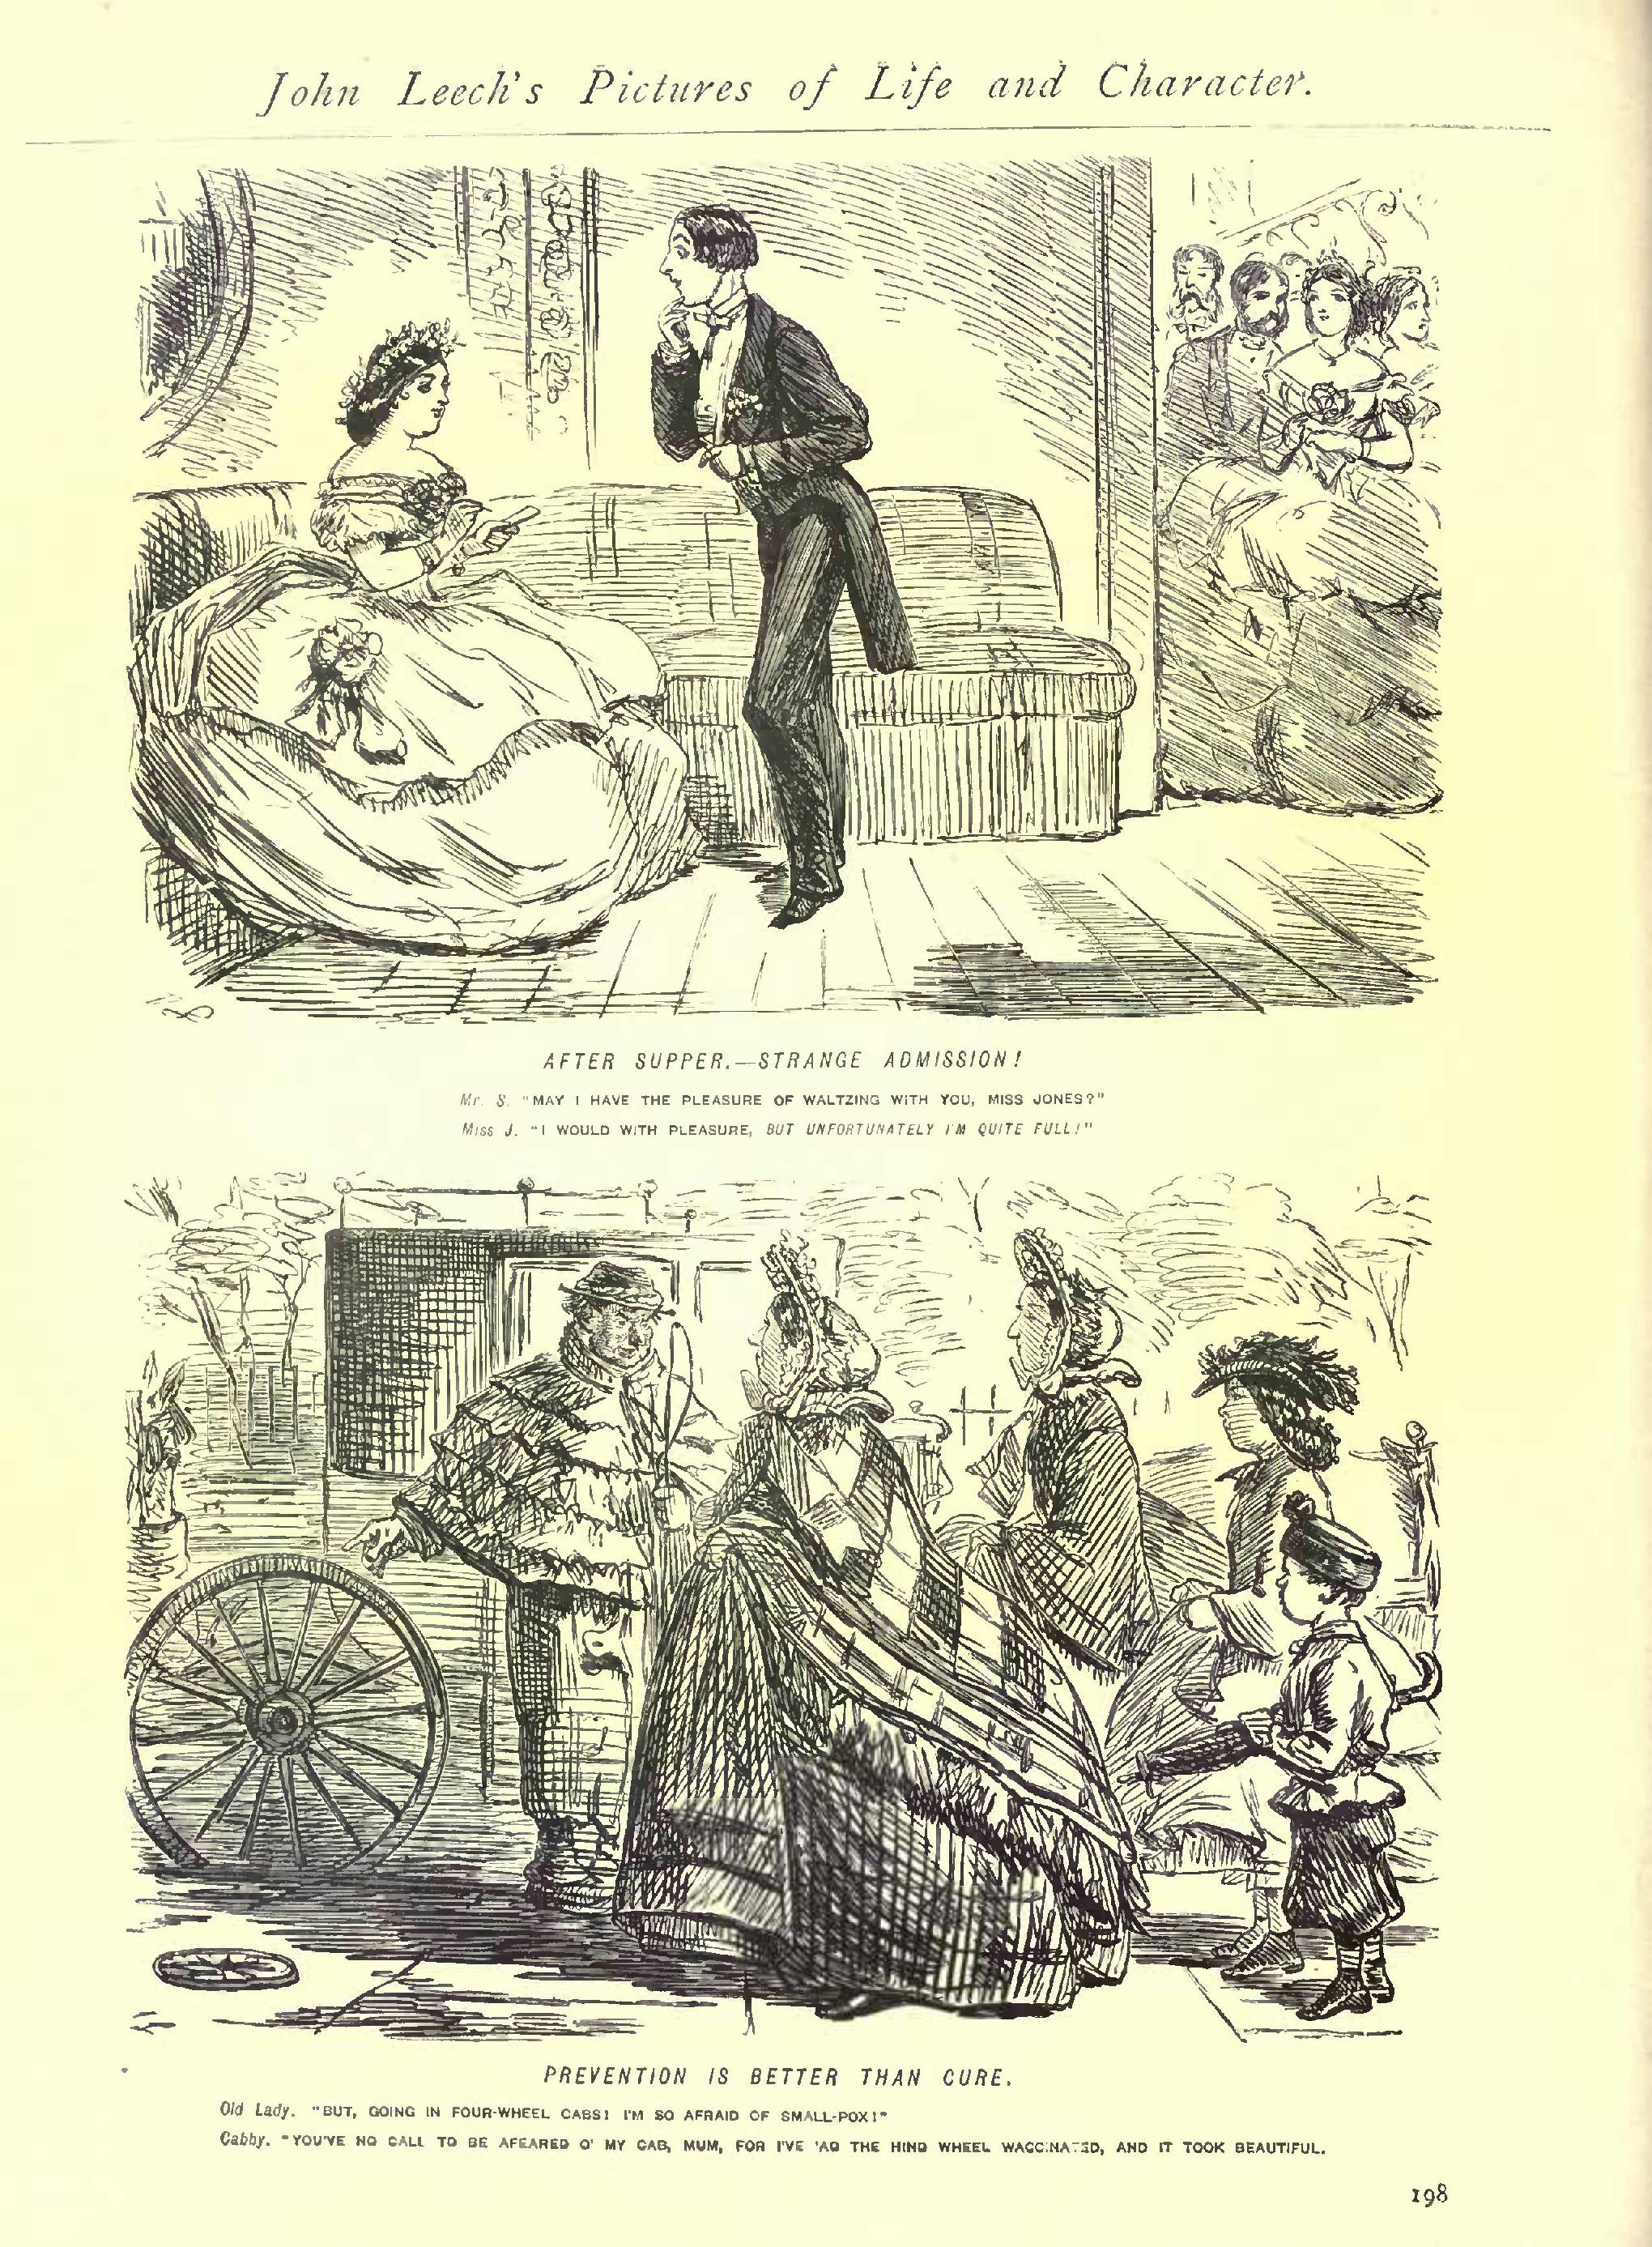 John Leech's Pictures of Life and Character.
AFTER SUPPER.—STRANGE ADMISSION!
Mr. S. "MAY I HAVE THE PLEASURE OF WALTZING WITH YOU, MISS JONES?"
Miss J. "I WOULD WITH PLEASURE, BUT UNFORTUNATELY I'M QUITE FULL!"
PREVENTION IS BETTER THAN CURE.
Old Lady. "BUT, GOING IN FOUR-WHEEL CABS! I'M SO AFRAID OF SMALL-POX!"
Cabby. "YOU'VE NO CALL TO BE AFEARED O' MY CAB, MUM, FOR I'VE 'AD THE HIND WHEEL WACCINATED, AND IT TOOK BEAUTIFUL.
198